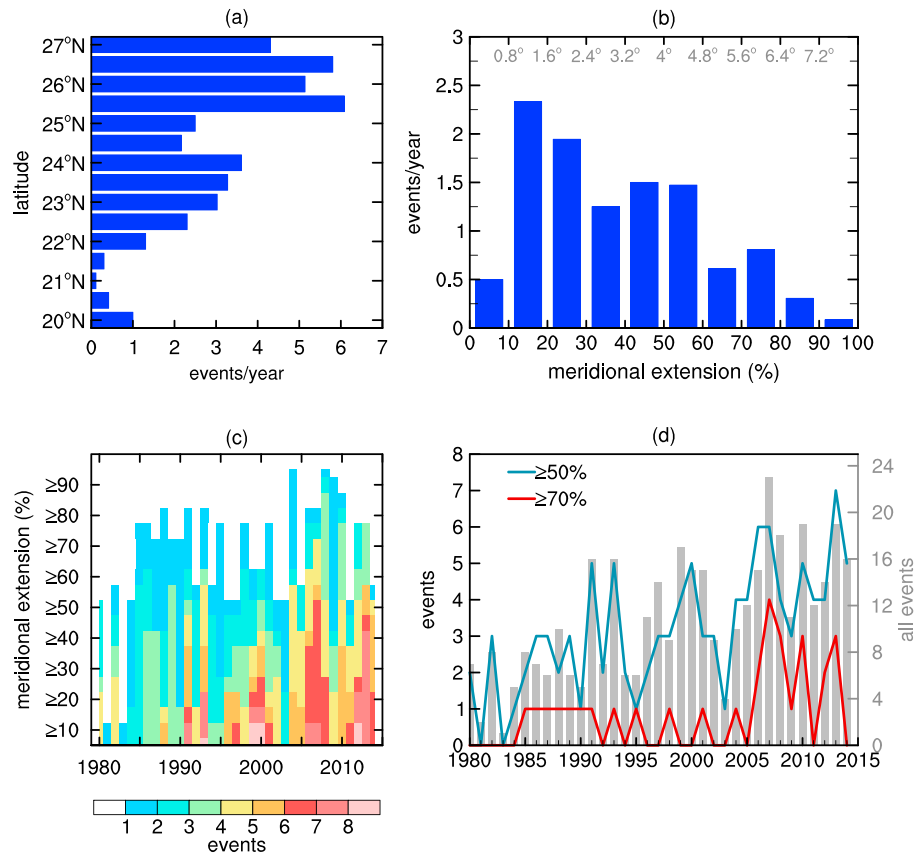 (a)
27°N
26°N
25°N
24°N
23°N
22°N
21°N
20°N
latitude
0 1 2 3 4 5 6 7
events/year
(b)
3
2.5
2
1.5
1
0.5
0
events/year
0.8° 1.6° 2.4° 3.2° 4° 4.8° 5.6° 6.4° 7.2°
0 10 20 30 40 50 60 70 80 90 100
meridional extension (%)
(c)
≥90
≥80
≥70
≥60
≥50
≥40
≥30
≥20
≥10
meridional extension (%)
1980 1990 2000 2010
1 2 3 4 5 6 7 8
events
(d)
8
7
6
5
4
3
2
1
0
events
≥50%
≥70%
24
20
16
12
8
4
0
all events
1980 1985 1990 1995 2000 2005 2010 2015